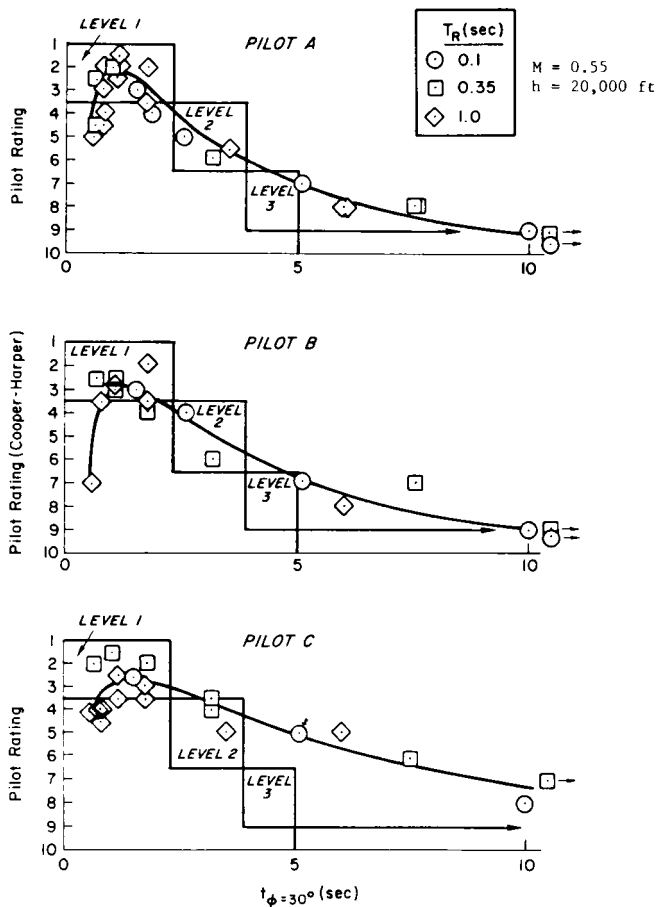 LEVEL 1
PILOT A
T_R(sec)
0.1
0.35
1.0
M = 0.55
h = 20,000 ft
Pilot Rating
1
2
3
4
5
6
7
8
9
10
LEVEL
2
LEVEL
3
0
5
10
PILOT B
LEVEL 1
Pilot Rating (Cooper-Harper)
1
2
3
4
5
6
7
8
9
10
LEVEL
2
LEVEL
3
0
5
10
LEVEL 1
PILOT C
Pilot Rating
1
2
3
4
5
6
7
8
9
10
LEVEL 2
LEVEL
3
0
5
10
t_ϕ=30° (sec)